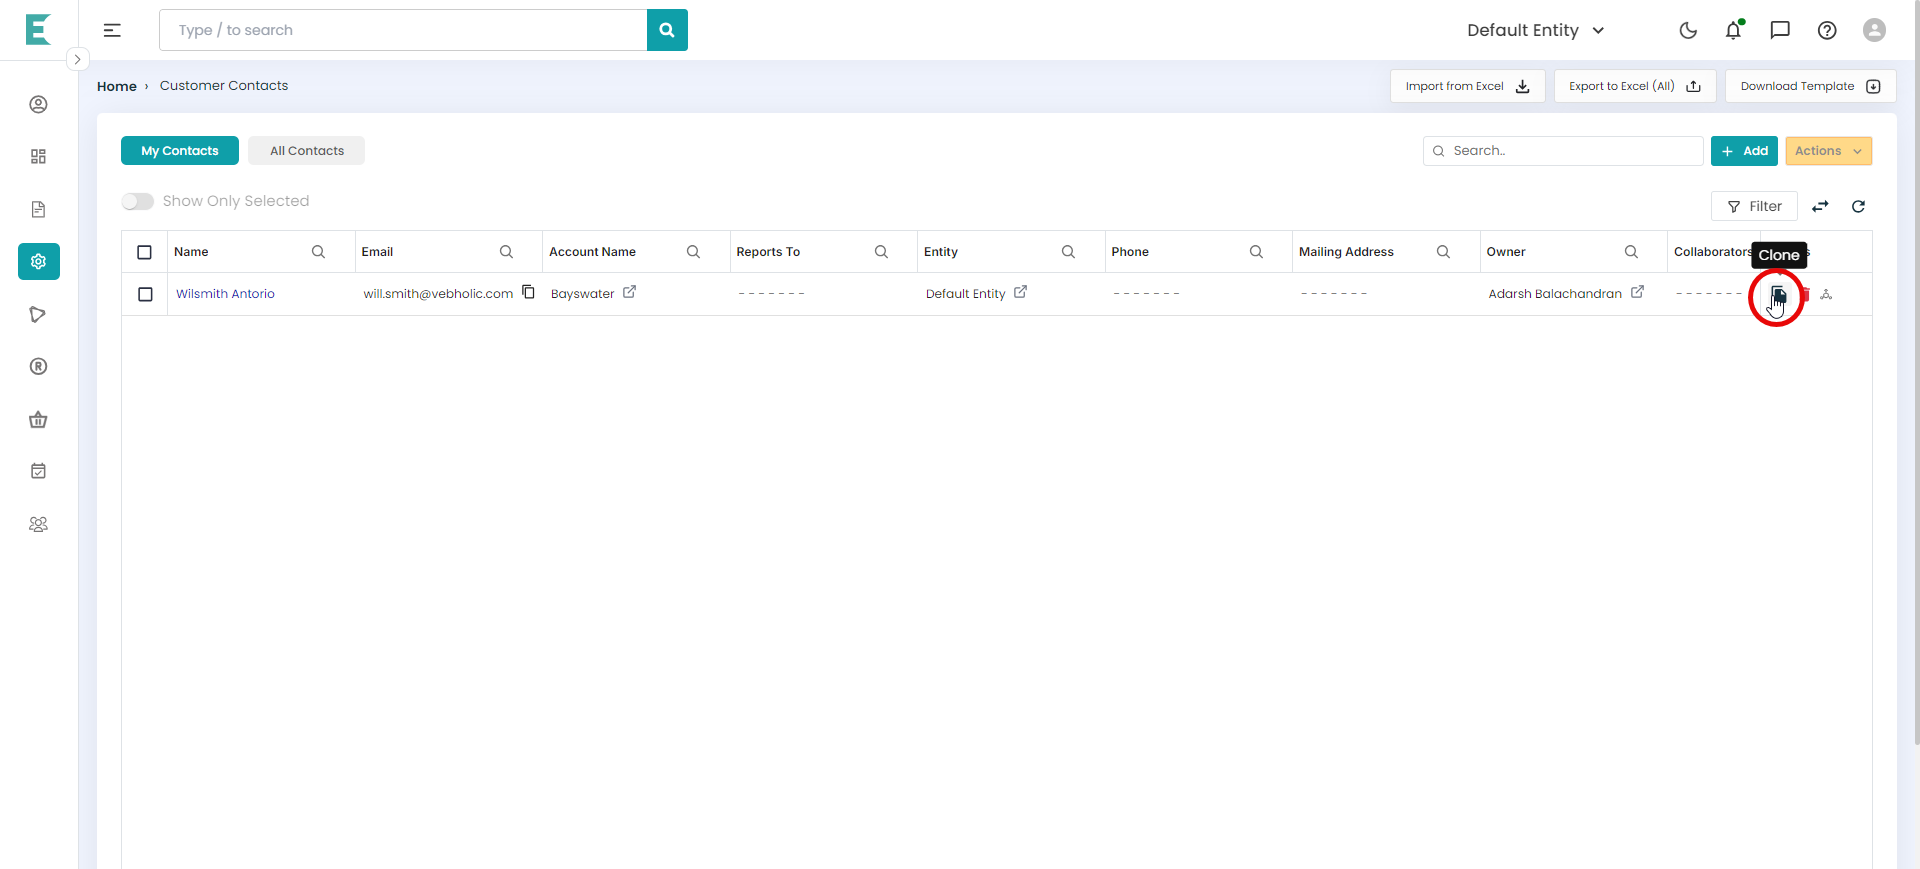 Type / to search
Default Entity
Home › Customer Contacts
Import from Excel
Export to Excel (All)
Download Template
My Contacts
All Contacts
Search..
+ Add
Actions
Show Only Selected
Filter
Name
Email
Account Name
Reports To
Entity
Phone
Mailing Address
Owner
Collaborators
Clone
Wilsmith Antorio
will.smith@vebholic.com
Bayswater
-------
Default Entity
-------
-------
Adarsh Balachandran
-------